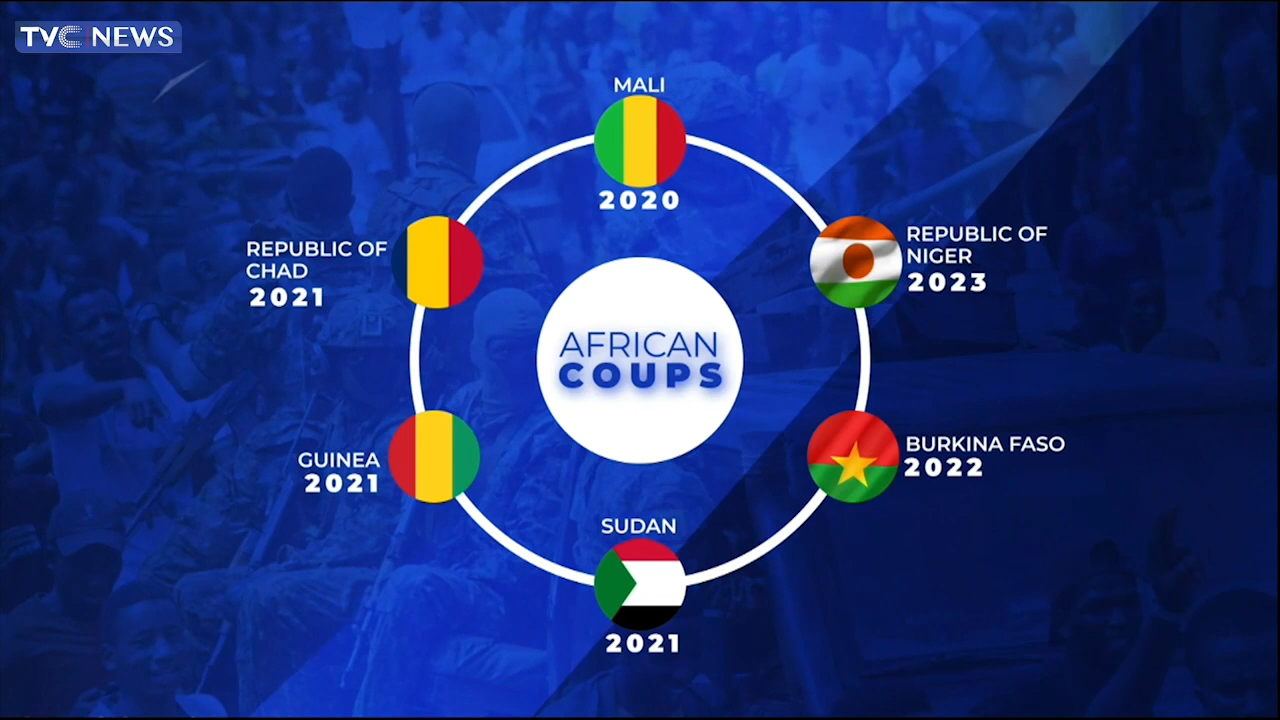 TVC NEWS
MALI
2020
REPUBLIC OF
NIGER
2023
BURKINA FASO
2022
SUDAN
2021
GUINEA
2021
REPUBLIC OF
CHAD
2021
AFRICAN
COUPS